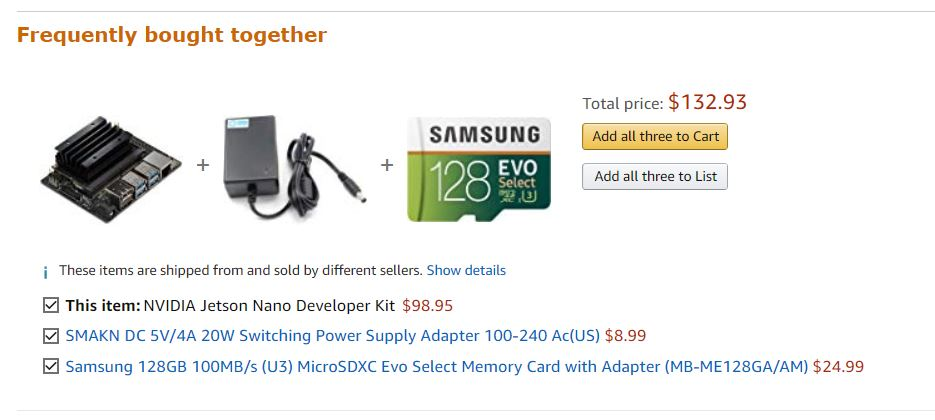 Frequently bought together
Total price: $132.93
Add all three to Cart
Add all three to List
+
+
SAMSUNG
128
EVO
Select
micro SD XC I U3
These items are shipped from and sold by different sellers. Show details
This item: NVIDIA Jetson Nano Developer Kit $98.95
SMAKN DC 5V/4A 20W Switching Power Supply Adapter 100-240 Ac(US) $8.99
Samsung 128GB 100MB/s (U3) MicroSDXC Evo Select Memory Card with Adapter (MB-ME128GA/AM) $24.99